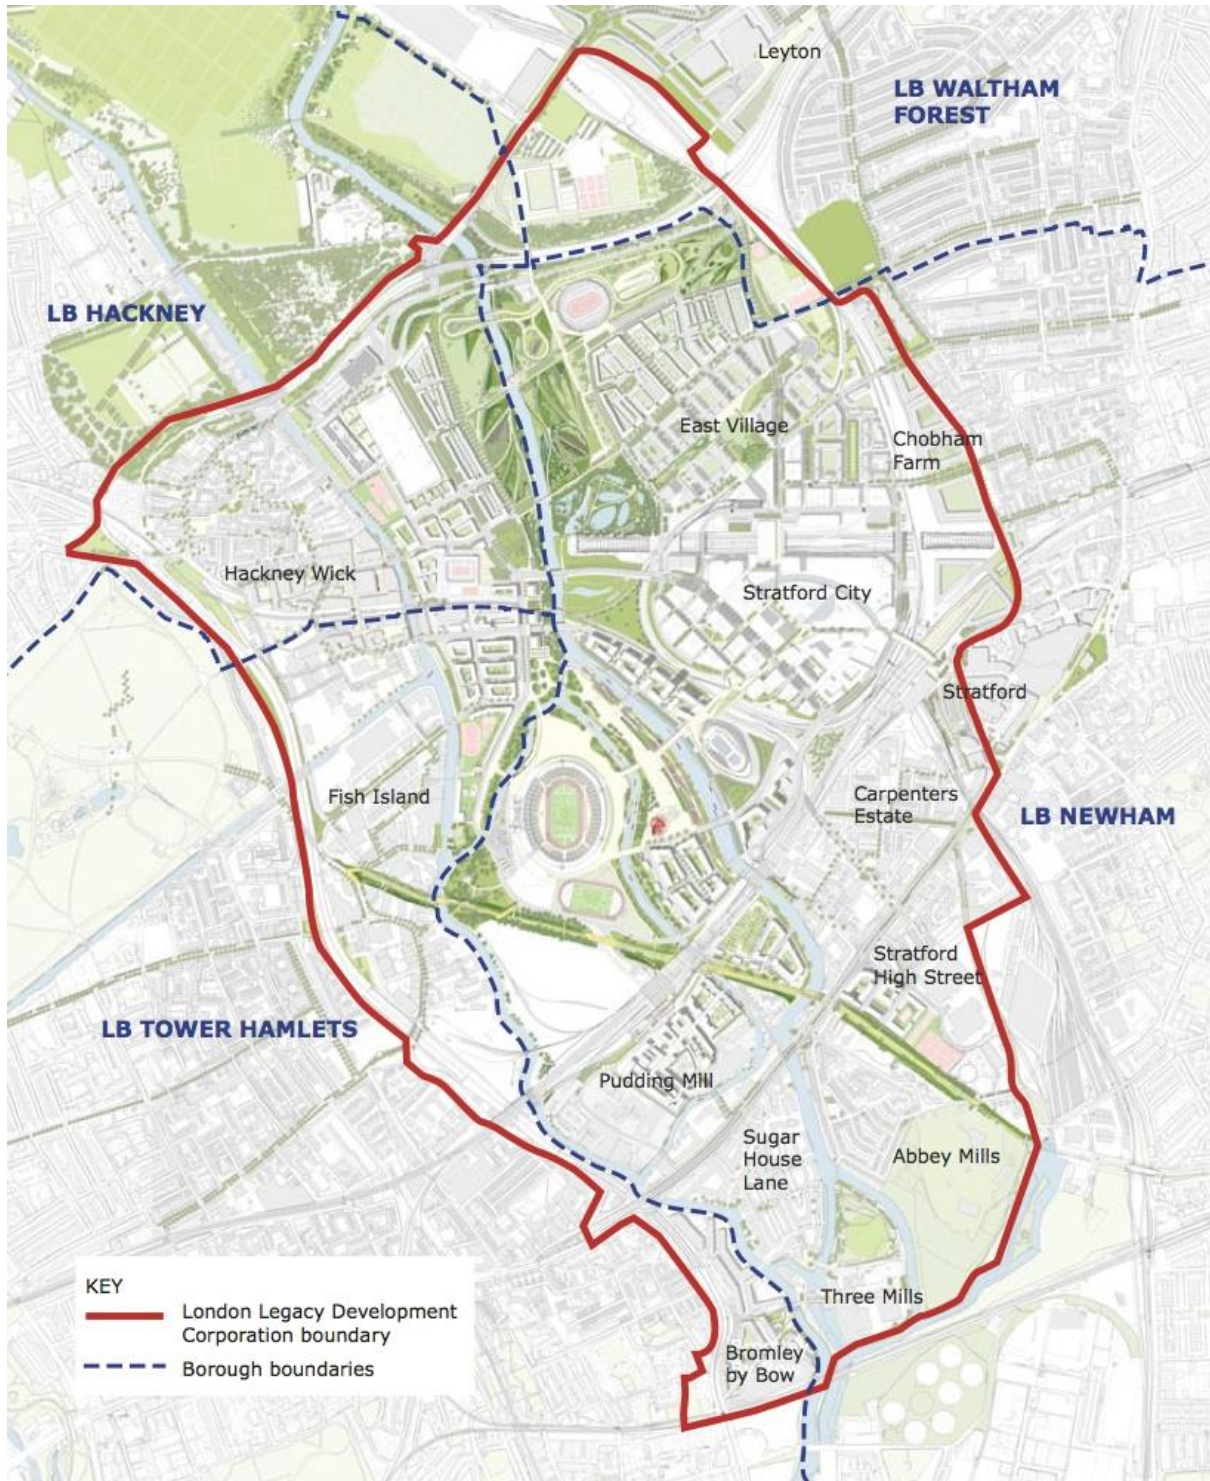 Leyton
LB WALTHAM
FOREST
LB HACKNEY
East Village
Chobham
Farm
Hackney Wick
Stratford City
Stratford
Fish Island
Carpenters
Estate
LB NEWHAM
Stratford
High Street
LB TOWER HAMLETS
Pudding Mill
Sugar
House
Lane
Abbey Mills
Three Mills
Bromley
by Bow
KEY
London Legacy Development
Corporation boundary
Borough boundaries